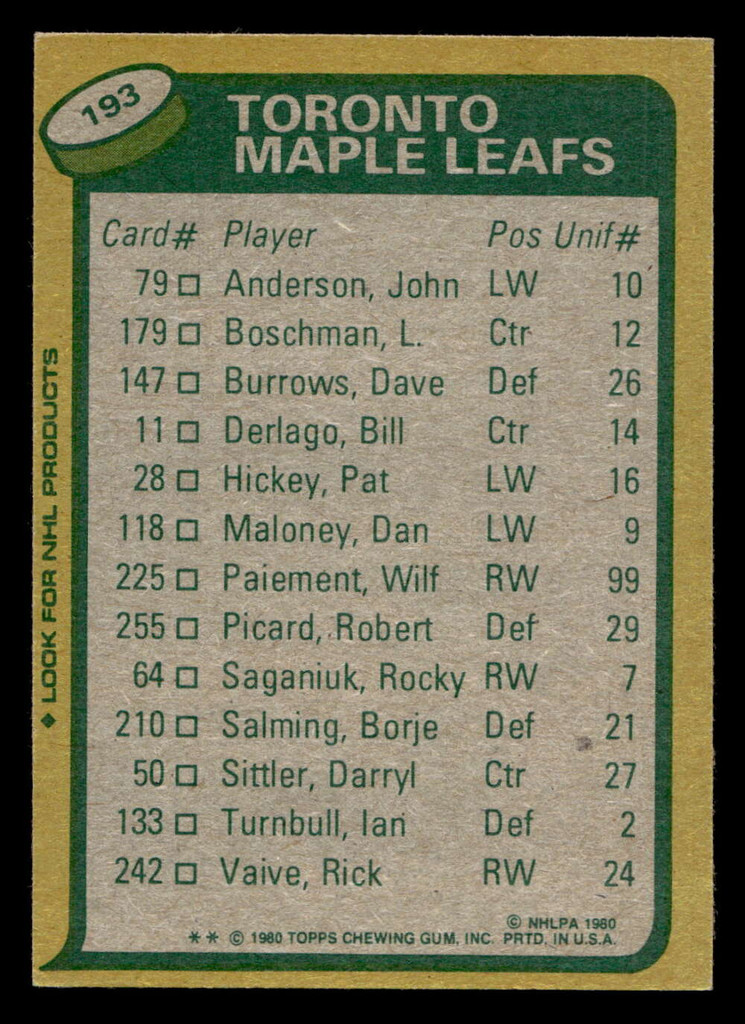 193
TORONTO
MAPLE LEAFS
Card# Player Pos Unif#
79 □ Anderson, John LW 10
179 □ Boschman, L. Ctr 12
147 □ Burrows, Dave Def 26
11 □ Derlago, Bill Ctr 14
28 □ Hickey, Pat LW 16
118 □ Maloney, Dan LW 9
225 □ Paiement, Wilf RW 99
255 □ Picard, Robert Def 29
64 □ Saganiuk, Rocky RW 7
210 □ Salming, Borje Def 21
50 □ Sittler, Darryl Ctr 27
133 □ Turnbull, Ian Def 2
242 □ Vaive, Rick RW 24
© NHLPA 1980
** © 1980 TOPPS CHEWING GUM, INC. PRTD. IN U.S.A.
◆ LOOK FOR NHL PRODUCTS